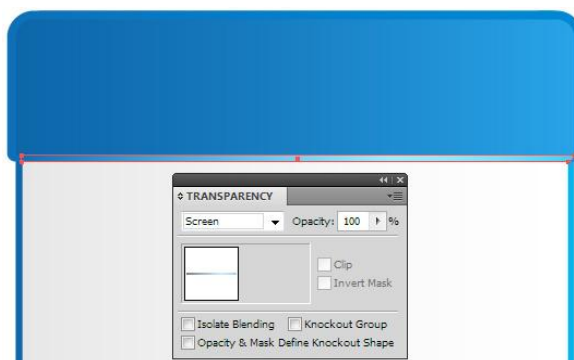 TRANSPARENCY
Screen Opacity: 100 %
Clip
Invert Mask
Isolate Blending Knockout Group
Opacity & Mask Define Knockout Shape